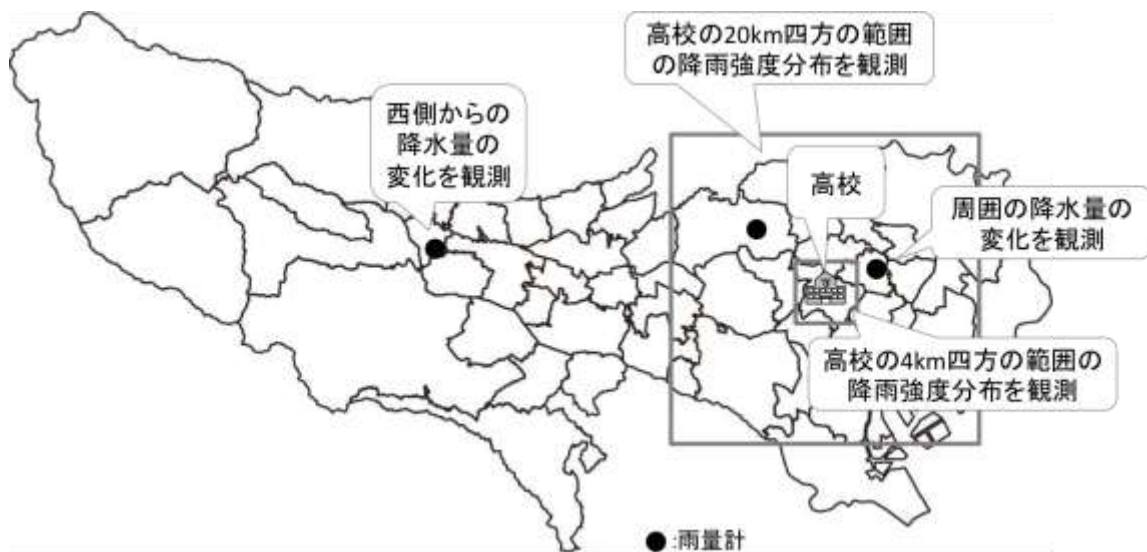 高校の20km四方の範囲
の降雨強度分布を観測
西側からの
降水量の
変化を観測
高校
周囲の降水量の
変化を観測
高校の4km四方の範囲の
降雨強度分布を観測
●:雨量計